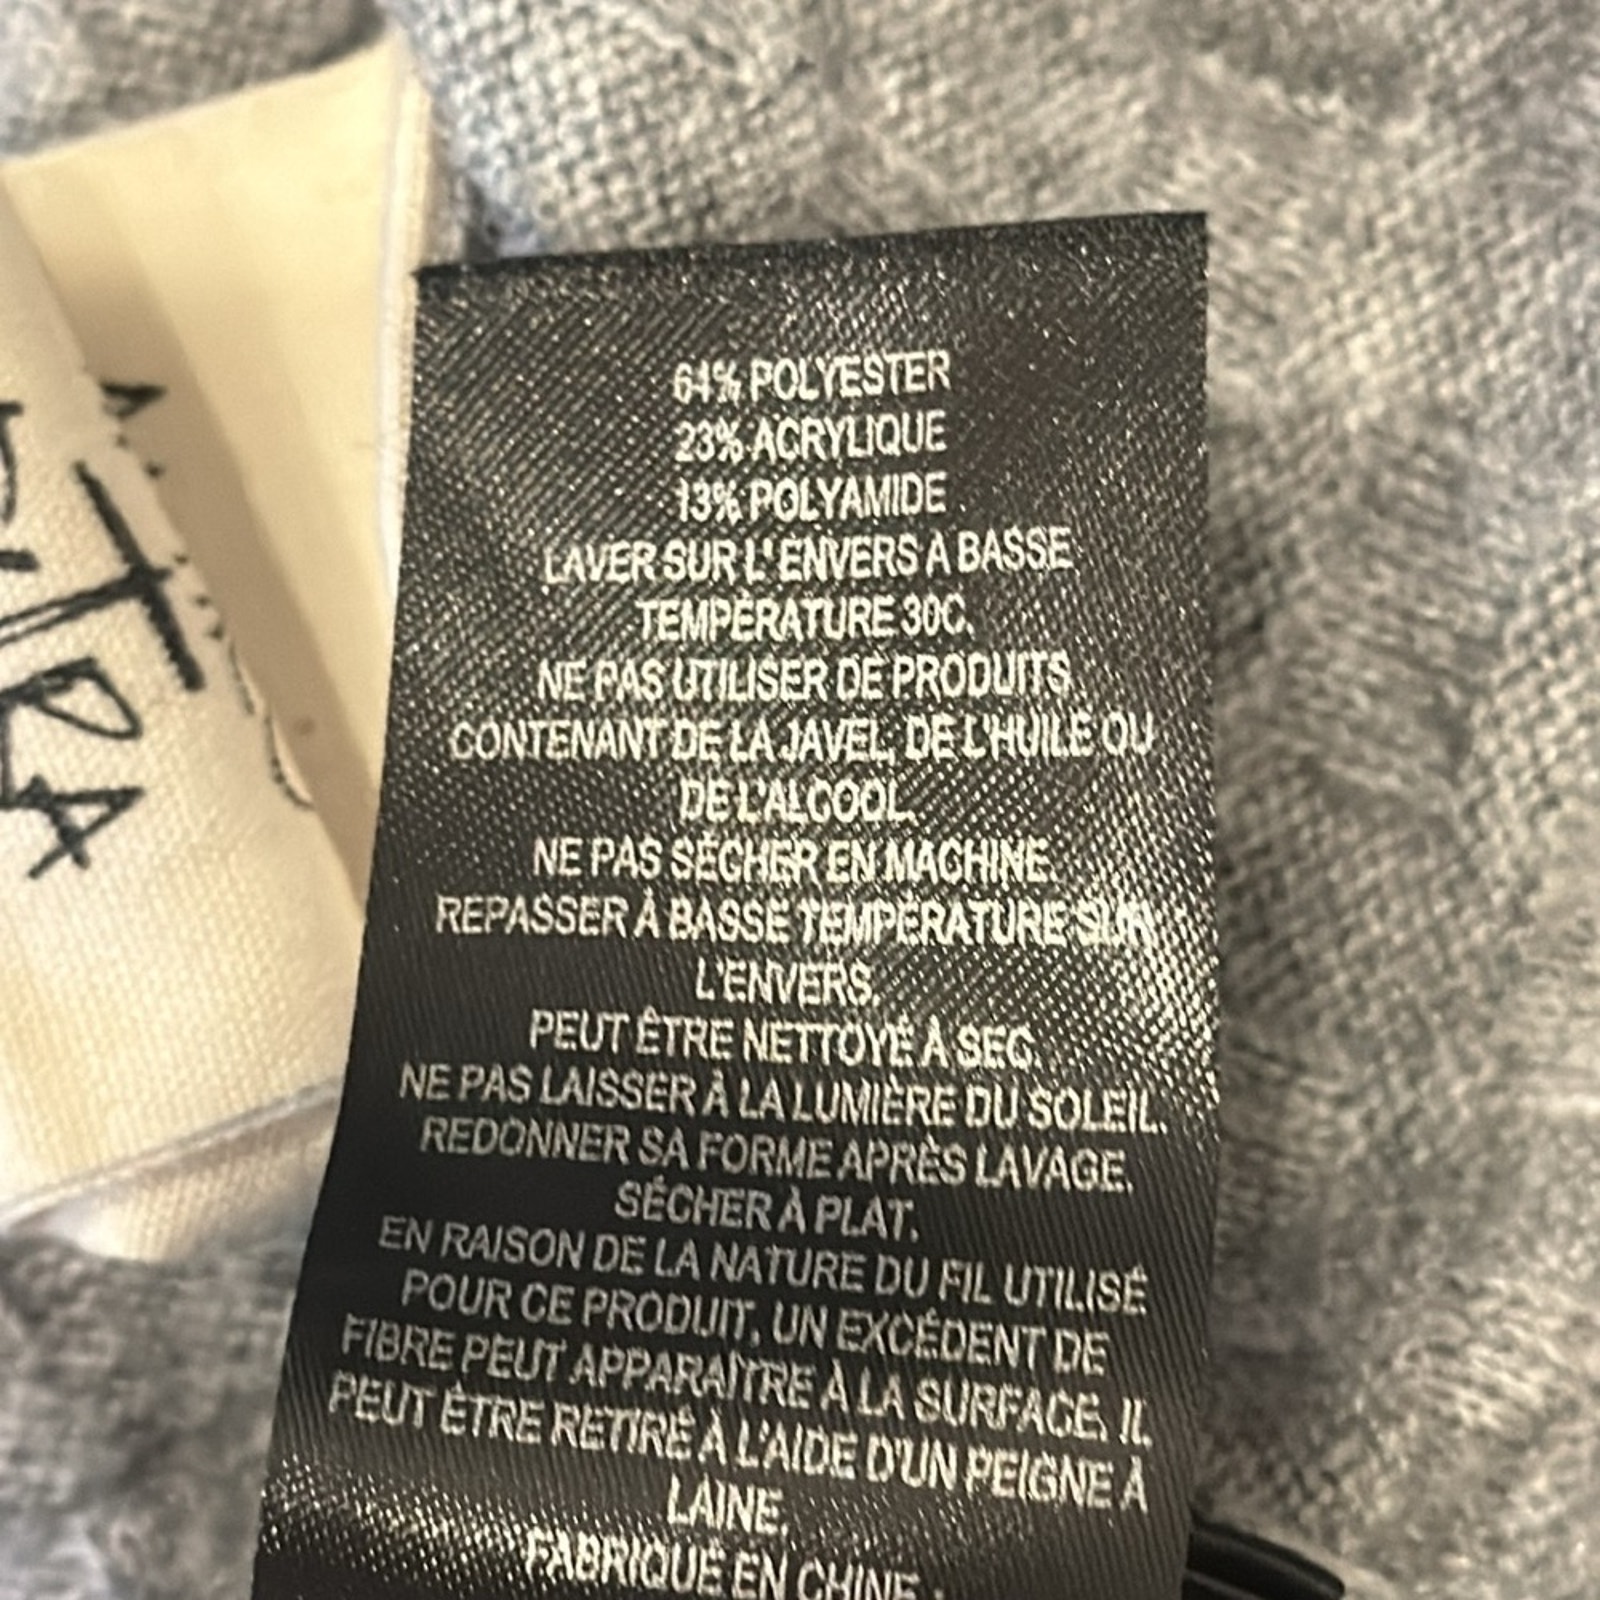 64% POLYESTER
23% ACRYLIQUE
13% POLYAMIDE
LAVER SUR L'ENVERS A BASSE
TEMPÉRATURE 30C.
NE PAS UTILISER DE PRODUITS
CONTENANT DE LA JAVEL, DE L'HUILE OU
DE L'ALCOOL.
NE PAS SÉCHER EN MACHINE.
REPASSER À BASSE TEMPÉRATURE SUR
L'ENVERS.
PEUT ÊTRE NETTOYÉ À SEC.
NE PAS LAISSER À LA LUMIÈRE DU SOLEIL.
REDONNER SA FORME APRÈS LAVAGE.
SÉCHER À PLAT.
EN RAISON DE LA NATURE DU FIL UTILISÉ
POUR CE PRODUIT, UN EXCÉDENT DE
FIBRE PEUT APPARAÎTRE À LA SURFACE, IL
PEUT ÊTRE RETIRÉ À L'AIDE D'UN PEIGNE À
LAINE.
FABRIQUÉ EN CHINE.